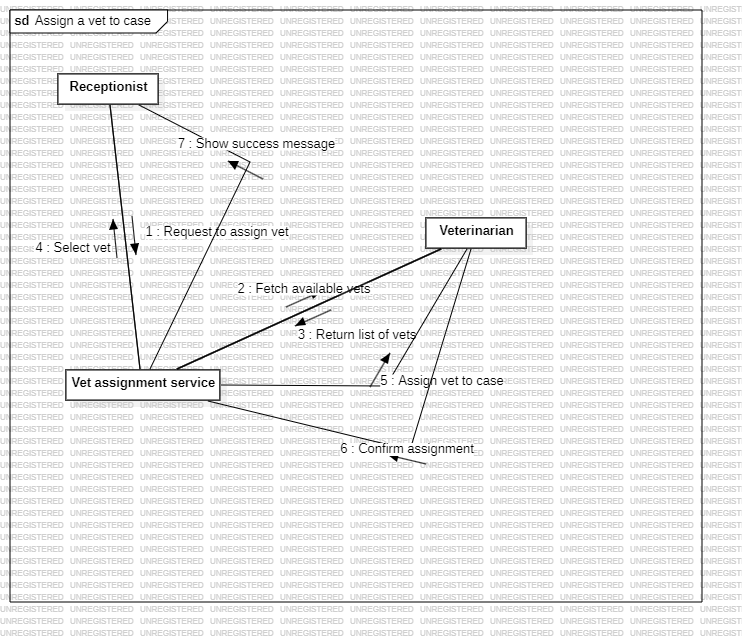 sd Assign a vet to case
Receptionist
7 : Show success message
1 : Request to assign vet
4 : Select vet
Veterinarian
2 : Fetch available vets
3 : Return list of vets
Vet assignment service
5 : Assign vet to case
6 : Confirm assignment
UNREGISTERED